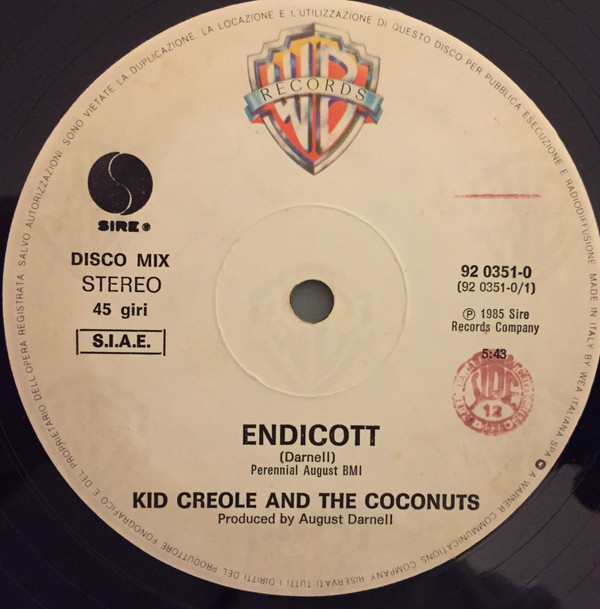 WB
RECORDS
SIRE ®
DISCO MIX
STEREO
45 giri
S.I.A.E.
92 0351-0
(92 0351-0/1)
℗ 1985 Sire
Records Company
5:43
ENDICOTT
(Darnell)
Perennial August BMI
KID CREOLE AND THE COCONUTS
Produced by August Darnell
SALVO AUTORIZZAZIONI SONO VIETATE LA DUPLICAZIONE, LA LOCAZIONE E L'UTILIZZAZIONE DI QUESTO DISCO PER PUBBLICA ESECUZIONE E RADIODIFFUSIONE MADE IN ITALY BY WEA ITALIANA SPA A WARNER COMMUNICATIONS COMPANY RISERVATI TUTTI I DIRITTI DEL PRODUTTORE FONOGRAFICO E DEL PROPRIETARIO DELL'OPERA REGISTRATA
12